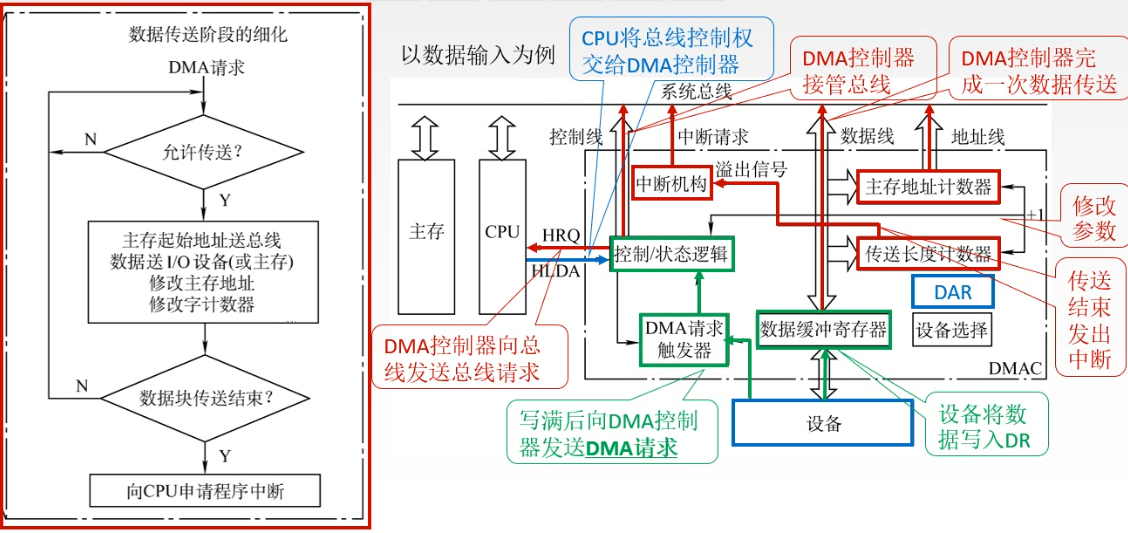 数据传送阶段的细化
DMA请求
N
允许传送?
Y
主存起始地址送总线
数据送 I/O 设备(或主存)
修改主存地址
修改字计数器
N
数据块传送结束?
Y
向CPU申请程序中断
以数据输入为例
CPU将总线控制权
交给DMA控制器
DMA控制器
接管总线
DMA控制器完
成一次数据传送
系统总线
控制线
中断请求
数据线
地址线
主存
CPU
中断机构
溢出信号
主存地址计数器
+1
修改
参数
HRQ
HLDA
控制/状态逻辑
传送长度计数器
DAR
传送
结束
发出
中断
DMA请求
触发器
数据缓冲寄存器
设备选择
DMAC
DMA控制器向总
线发送总线请求
写满后向DMA控制
器发送DMA请求
设备
设备将数
据写入DR